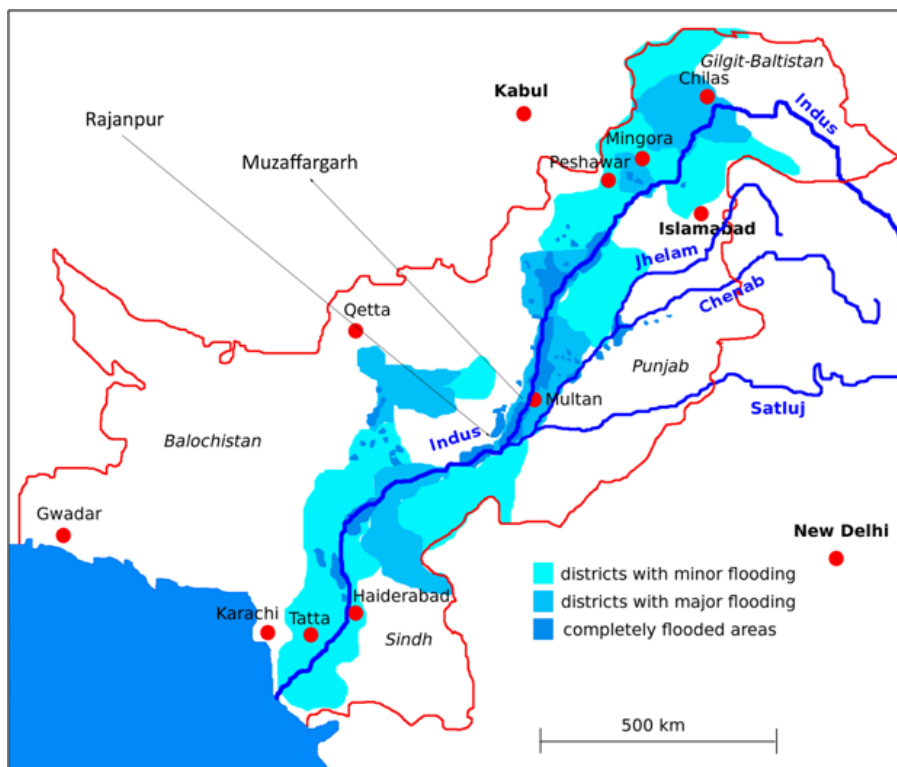 Gilgit-Baltistan
Chilas
Kabul
Indus
Rajanpur
Mingora
Muzaffargarh
Peshawar
Islamabad
Jhelam
Chenab
Qetta
Punjab
Multan
Satluj
Indus
Balochistan
Gwadar
New Delhi
districts with minor flooding
districts with major flooding
completely flooded areas
Haiderabad
Karachi
Tatta
Sindh
500 km